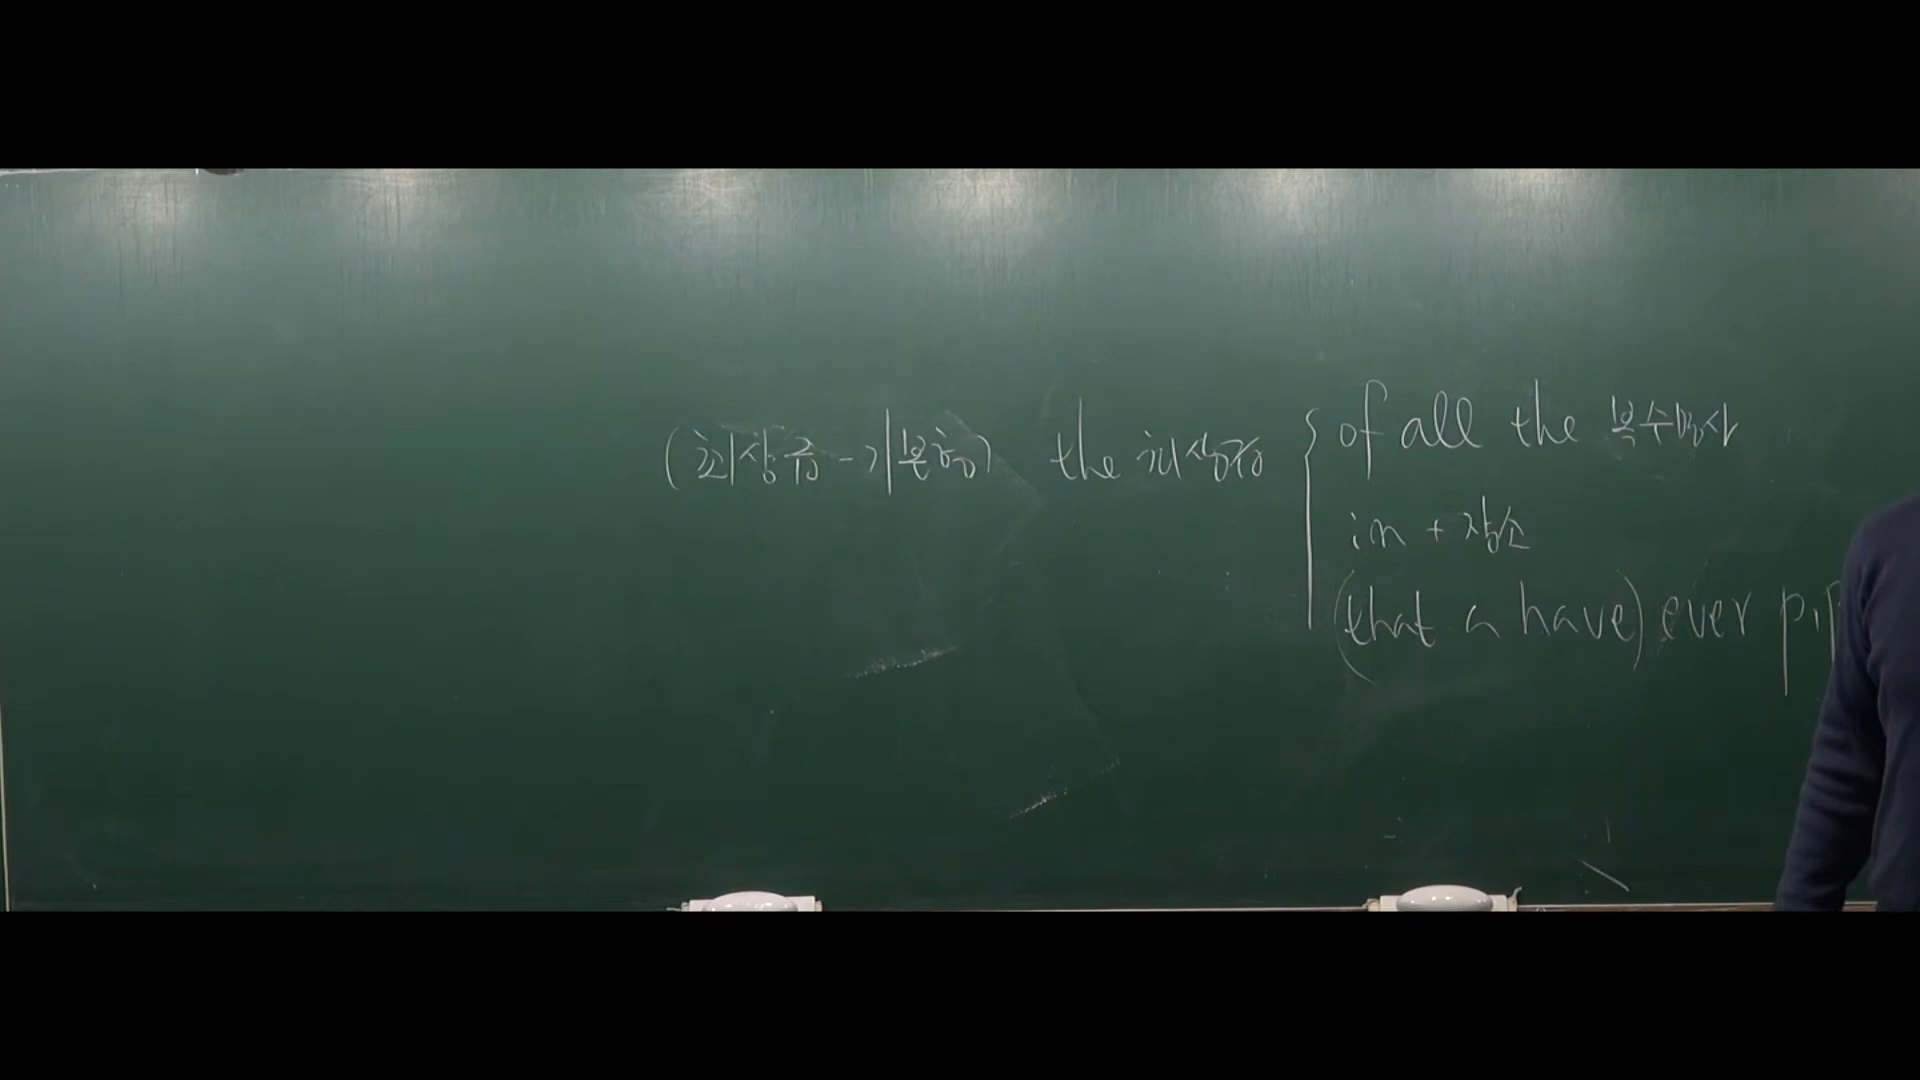 (최상급-기본형) the 최상급 { of all the 복수명사
in + 장소
(that a have) ever p.p